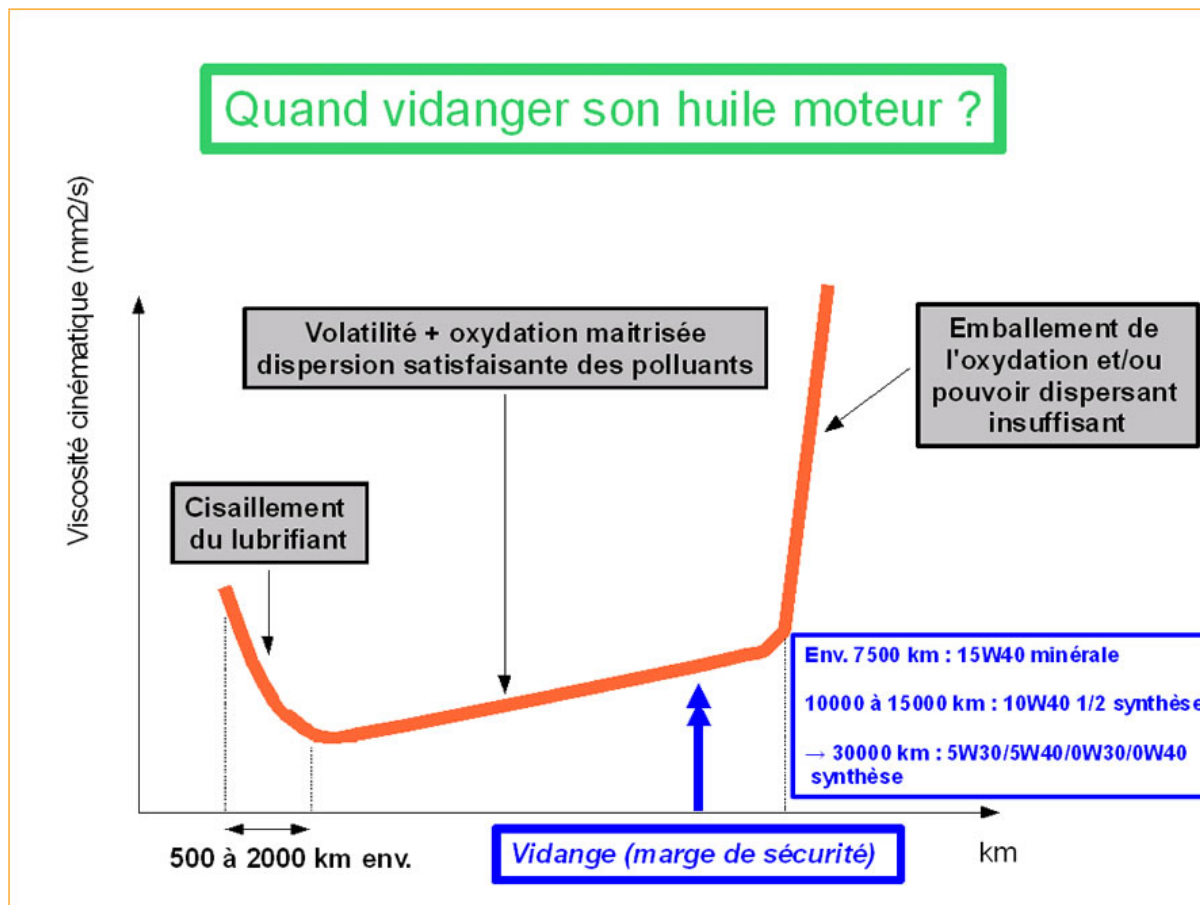 Quand vidanger son huile moteur ?
Viscosité cinématique (mm2/s)
Volatilité + oxydation maitrisée
dispersion satisfaisante des polluants
Emballement de
l'oxydation et/ou
pouvoir dispersant
insuffisant
Cisaillement
du lubrifiant
Env. 7500 km : 15W40 minérale
10000 à 15000 km : 10W40 1/2 synthèse
→ 30000 km : 5W30/5W40/0W30/0W40
synthèse
500 à 2000 km env.
Vidange (marge de sécurité)
km